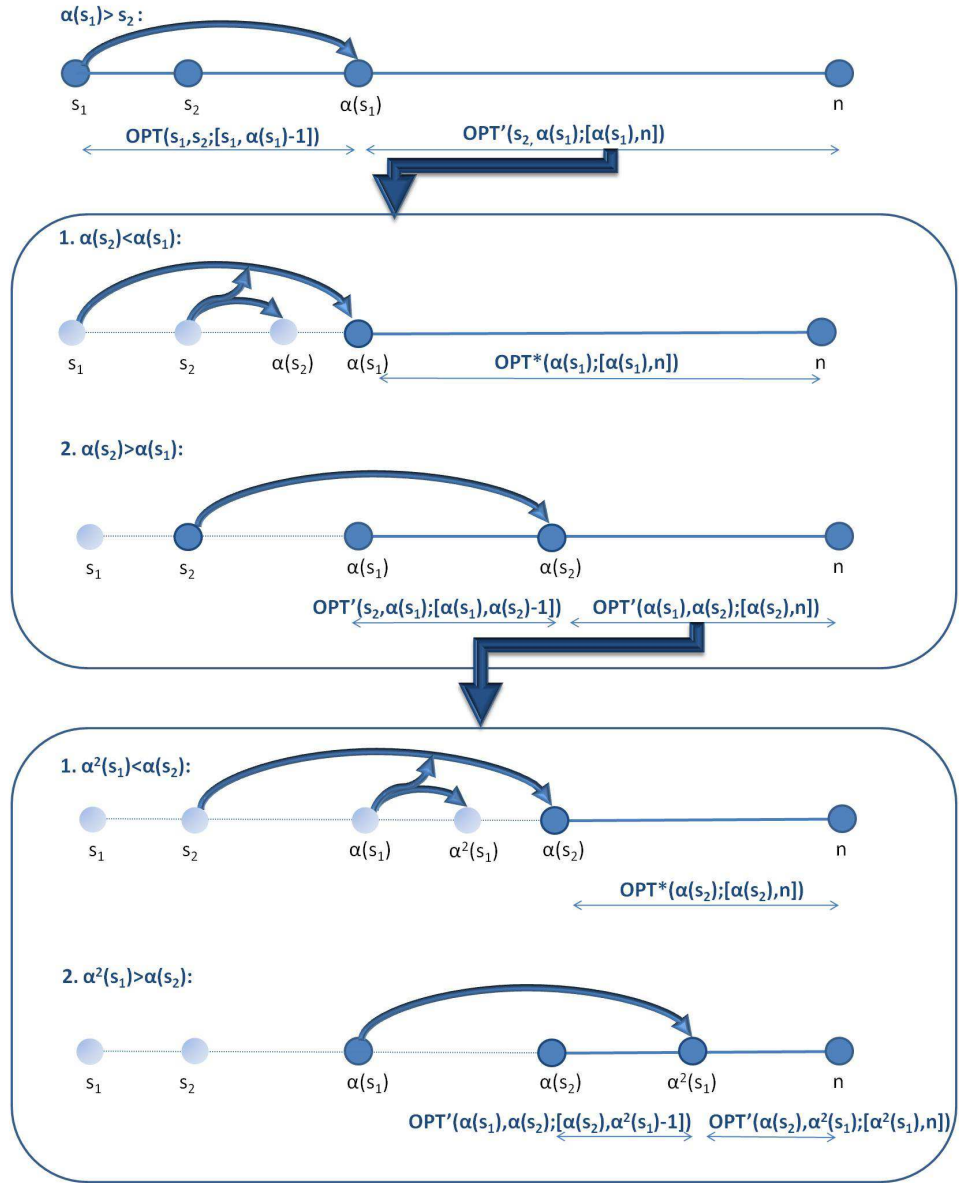 α(s₁)> s₂ :
s₁ s₂ α(s₁) n
OPT(s₁,s₂;[s₁, α(s₁)-1]) OPT’(s₂, α(s₁);[α(s₁),n])
1. α(s₂)<α(s₁):
s₁ s₂ α(s₂) α(s₁) n
OPT*(α(s₁);[α(s₁),n])
2. α(s₂)>α(s₁):
s₁ s₂ α(s₁) α(s₂) n
OPT’(s₂,α(s₁);[α(s₁),α(s₂)-1]) OPT’(α(s₁),α(s₂);[α(s₂),n])
1. α²(s₁)<α(s₂):
s₁ s₂ α(s₁) α²(s₁) α(s₂) n
OPT*(α(s₂);[α(s₂),n])
2. α²(s₁)>α(s₂):
s₁ s₂ α(s₁) α(s₂) α²(s₁) n
OPT’(α(s₁),α(s₂);[α(s₂),α²(s₁)-1]) OPT’(α(s₂),α²(s₁);[α²(s₁),n])